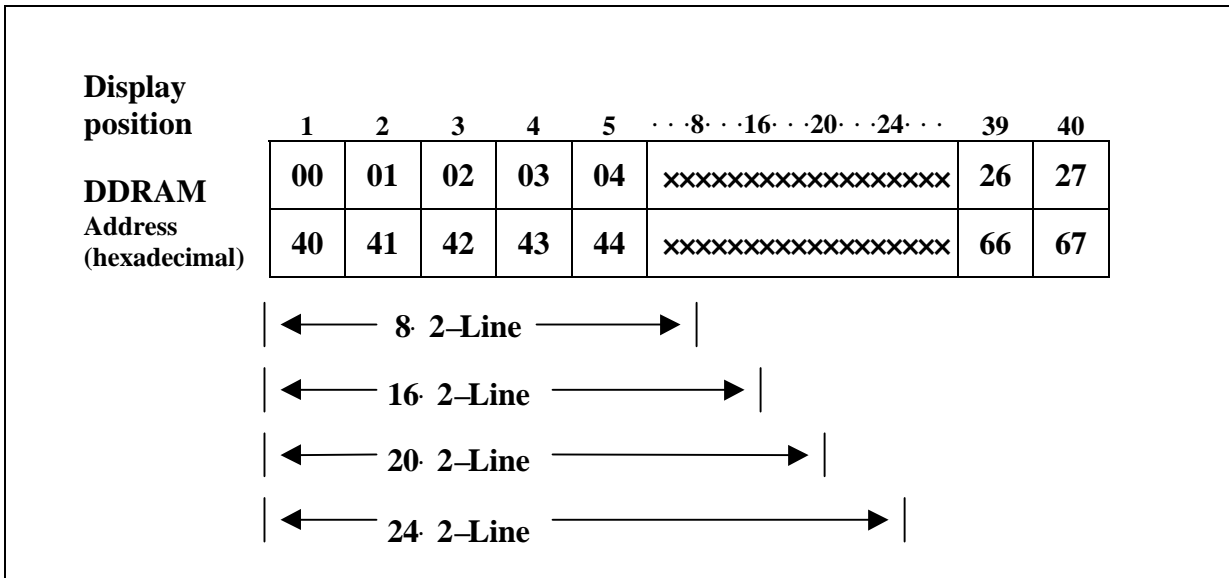 Display
position 1 2 3 4 5 · · ·8· · ·16· · ·20· · ·24· · · 39 40
DDRAM 00 01 02 03 04 ×××××××××××××××××× 26 27
Address
(hexadecimal) 40 41 42 43 44 ×××××××××××××××××× 66 67
8· 2–Line
16· 2–Line
20· 2–Line
24· 2–Line